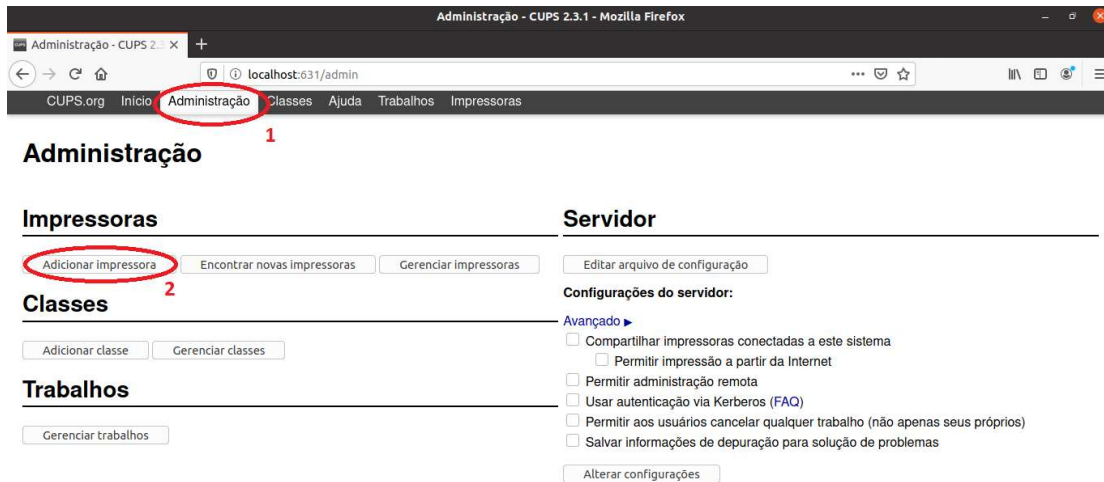 Administração - CUPS 2.3.1 - Mozilla Firefox
Administração - CUPS 2.3
localhost:631/admin
CUPS.org Início Administração Classes Ajuda Trabalhos Impressoras
1
Administração
Impressoras
Adicionar impressora Encontrar novas impressoras Gerenciar impressoras
2
Classes
Adicionar classe Gerenciar classes
Trabalhos
Gerenciar trabalhos
Servidor
Editar arquivo de configuração
Configurações do servidor:
Avançado ▶
Compartilhar impressoras conectadas a este sistema
Permitir impressão a partir da Internet
Permitir administração remota
Usar autenticação via Kerberos (FAQ)
Permitir aos usuários cancelar qualquer trabalho (não apenas seus próprios)
Salvar informações de depuração para solução de problemas
Alterar configurações